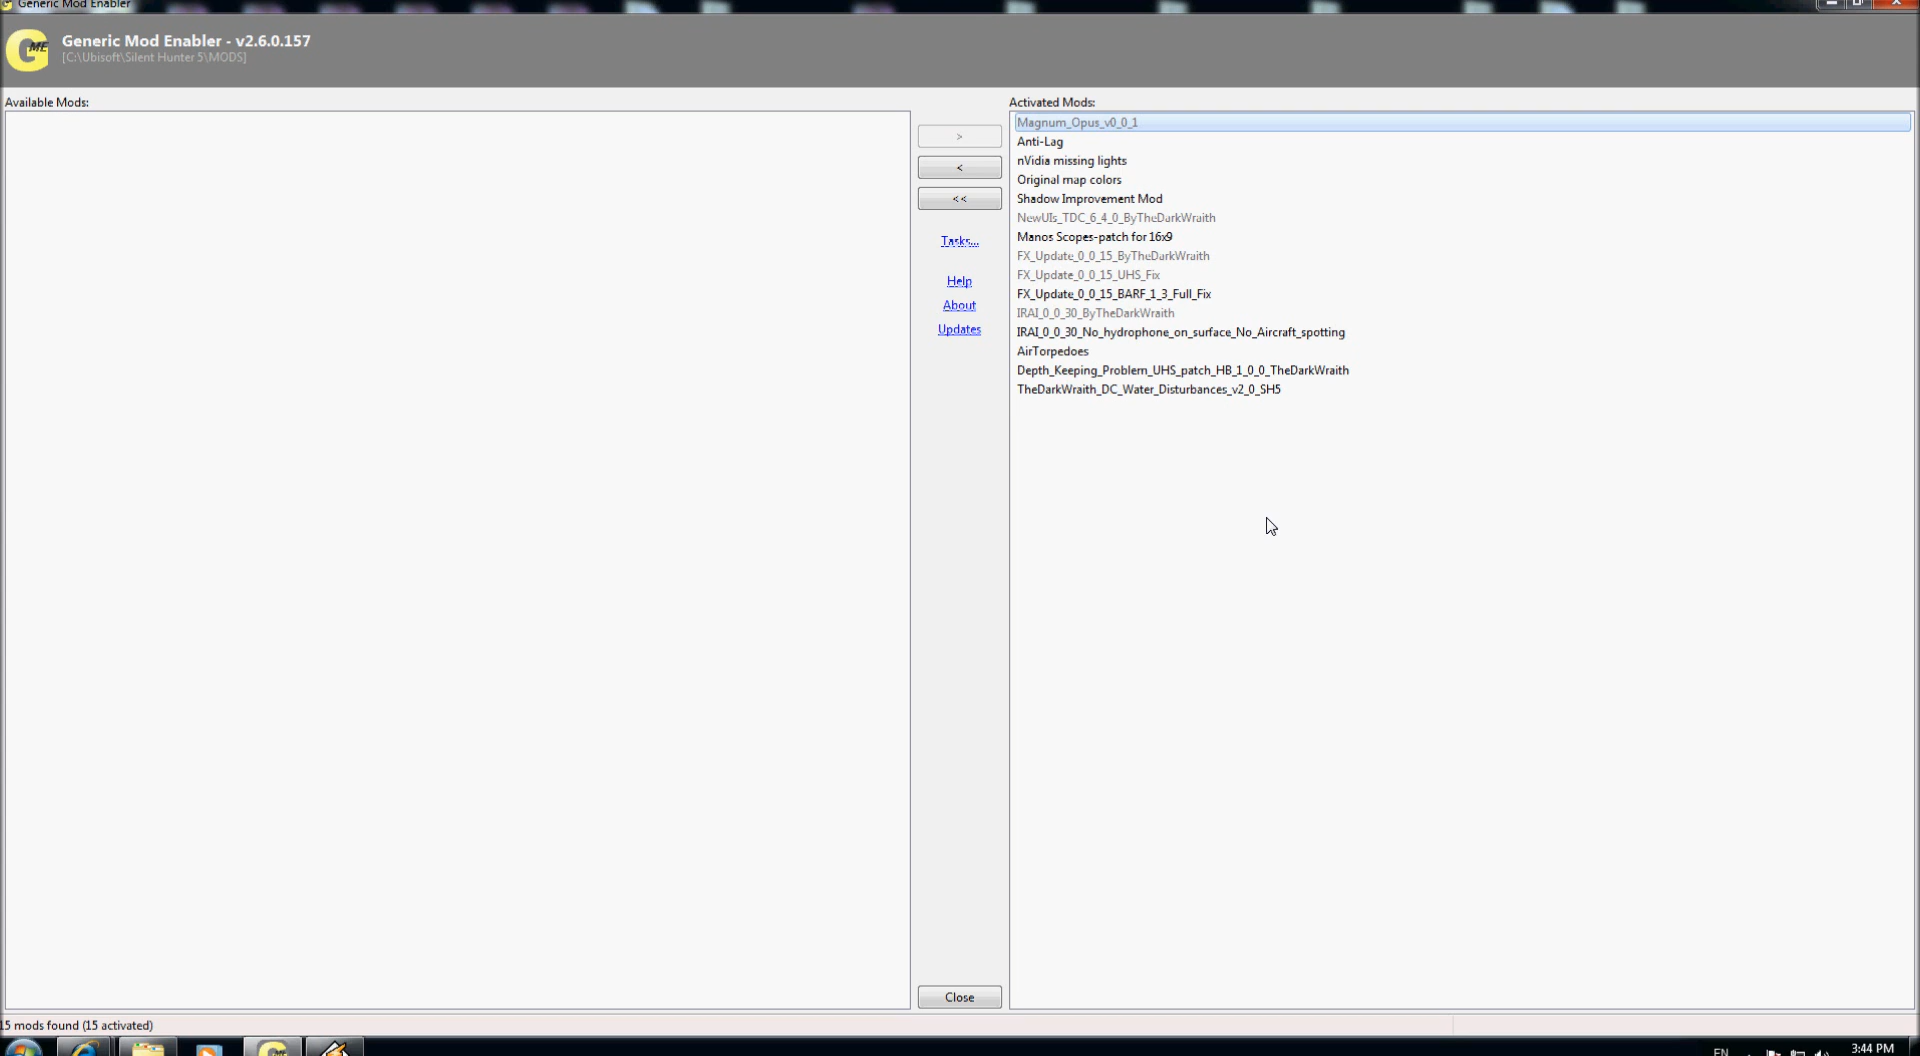 Generic Mod Enabler
GME
Generic Mod Enabler - v2.6.0.157
[C:\Ubisoft\Silent Hunter 5\MODS]
Available Mods:
Activated Mods:
>
<
<<
Tasks...
Help
About
Updates
Magnum_Opus_v0_0_1
Anti-Lag
nVidia missing lights
Original map colors
Shadow Improvement Mod
NewUIs_TDC_6_4_0_ByTheDarkWraith
Manos Scopes-patch for 16x9
FX_Update_0_0_15_ByTheDarkWraith
FX_Update_0_0_15_UHS_Fix
FX_Update_0_0_15_BARF_1_3_Full_Fix
IRAI_0_0_30_ByTheDarkWraith
IRAI_0_0_30_No_hydrophone_on_surface_No_Aircraft_spotting
AirTorpedoes
Depth_Keeping_Problem_UHS_patch_HB_1_0_0_TheDarkWraith
TheDarkWraith_DC_Water_Disturbances_v2_0_SH5
Close
15 mods found (15 activated)
EN
3:44 PM